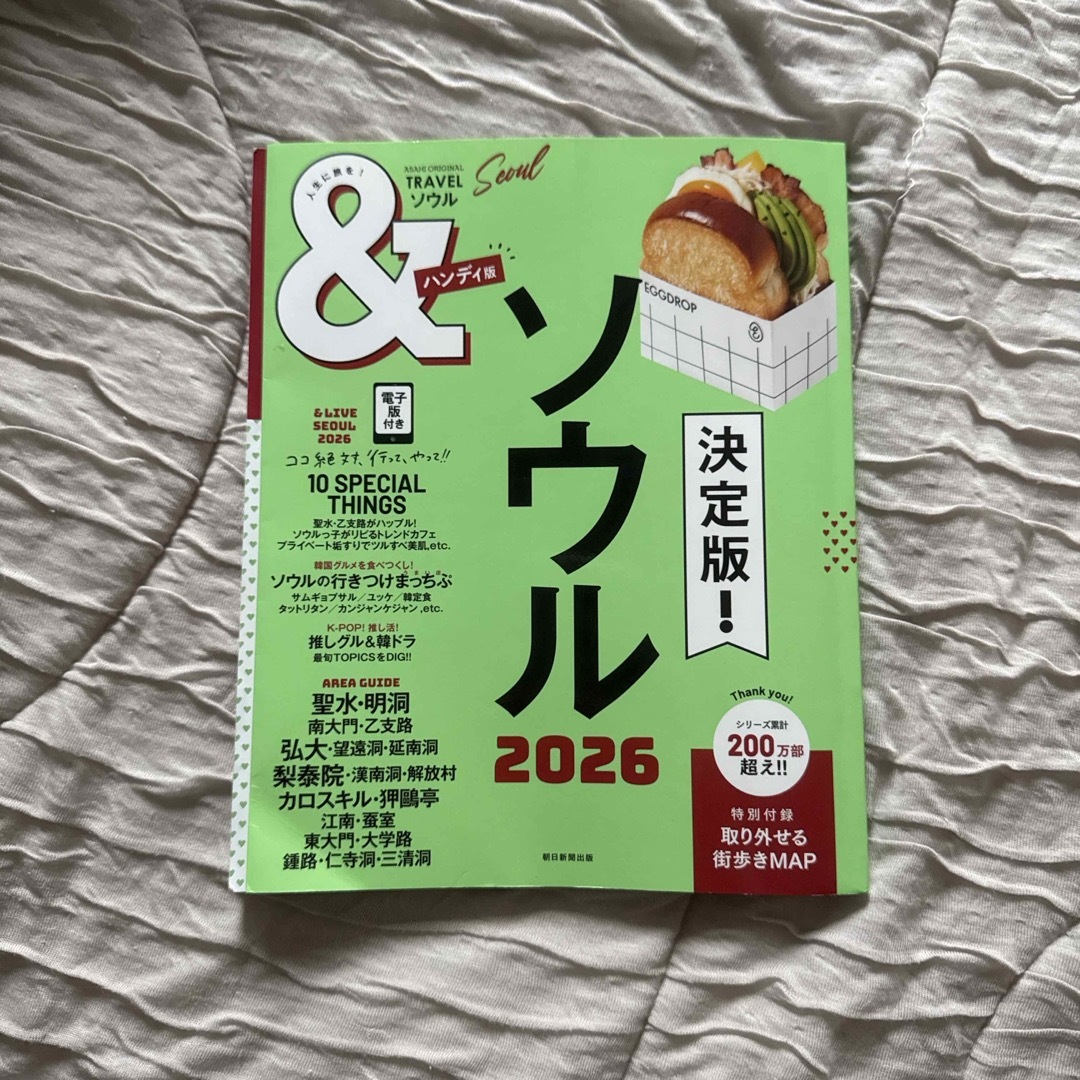 人生に旅を!
&
ASAHI ORIGINAL
TRAVEL
ソウル
Seoul
ハンディ版
EGGDROP
ソウル
2026
決定版!
& LIVE
SEOUL
2026
電子
版
付き
ココ絶対、行って、やって!!
10 SPECIAL
THINGS
聖水・乙支路がハップル!
ソウルっ子がリピるトレンドカフェ
プライベート垢すりでツルすべ美肌,etc.
韓国グルメを食べつくし!
ソウルの行きつけまっちぷ
サムギョプサル/ユッケ/韓定食
タットリタン/カンジャンケジャン,etc.
K-POP! 推し活!
推しグル&韓ドラ
最旬TOPICSをDIG!!
AREA GUIDE
聖水・明洞
南大門・乙支路
弘大・望遠洞・延南洞
梨泰院・漢南洞・解放村
カロスキル・狎鷗亭
江南・蚕室
東大門・大学路
鍾路・仁寺洞・三清洞
Thank you!
シリーズ累計
200万部
超え!!
特別付録
取り外せる
街歩きMAP
朝日新聞出版